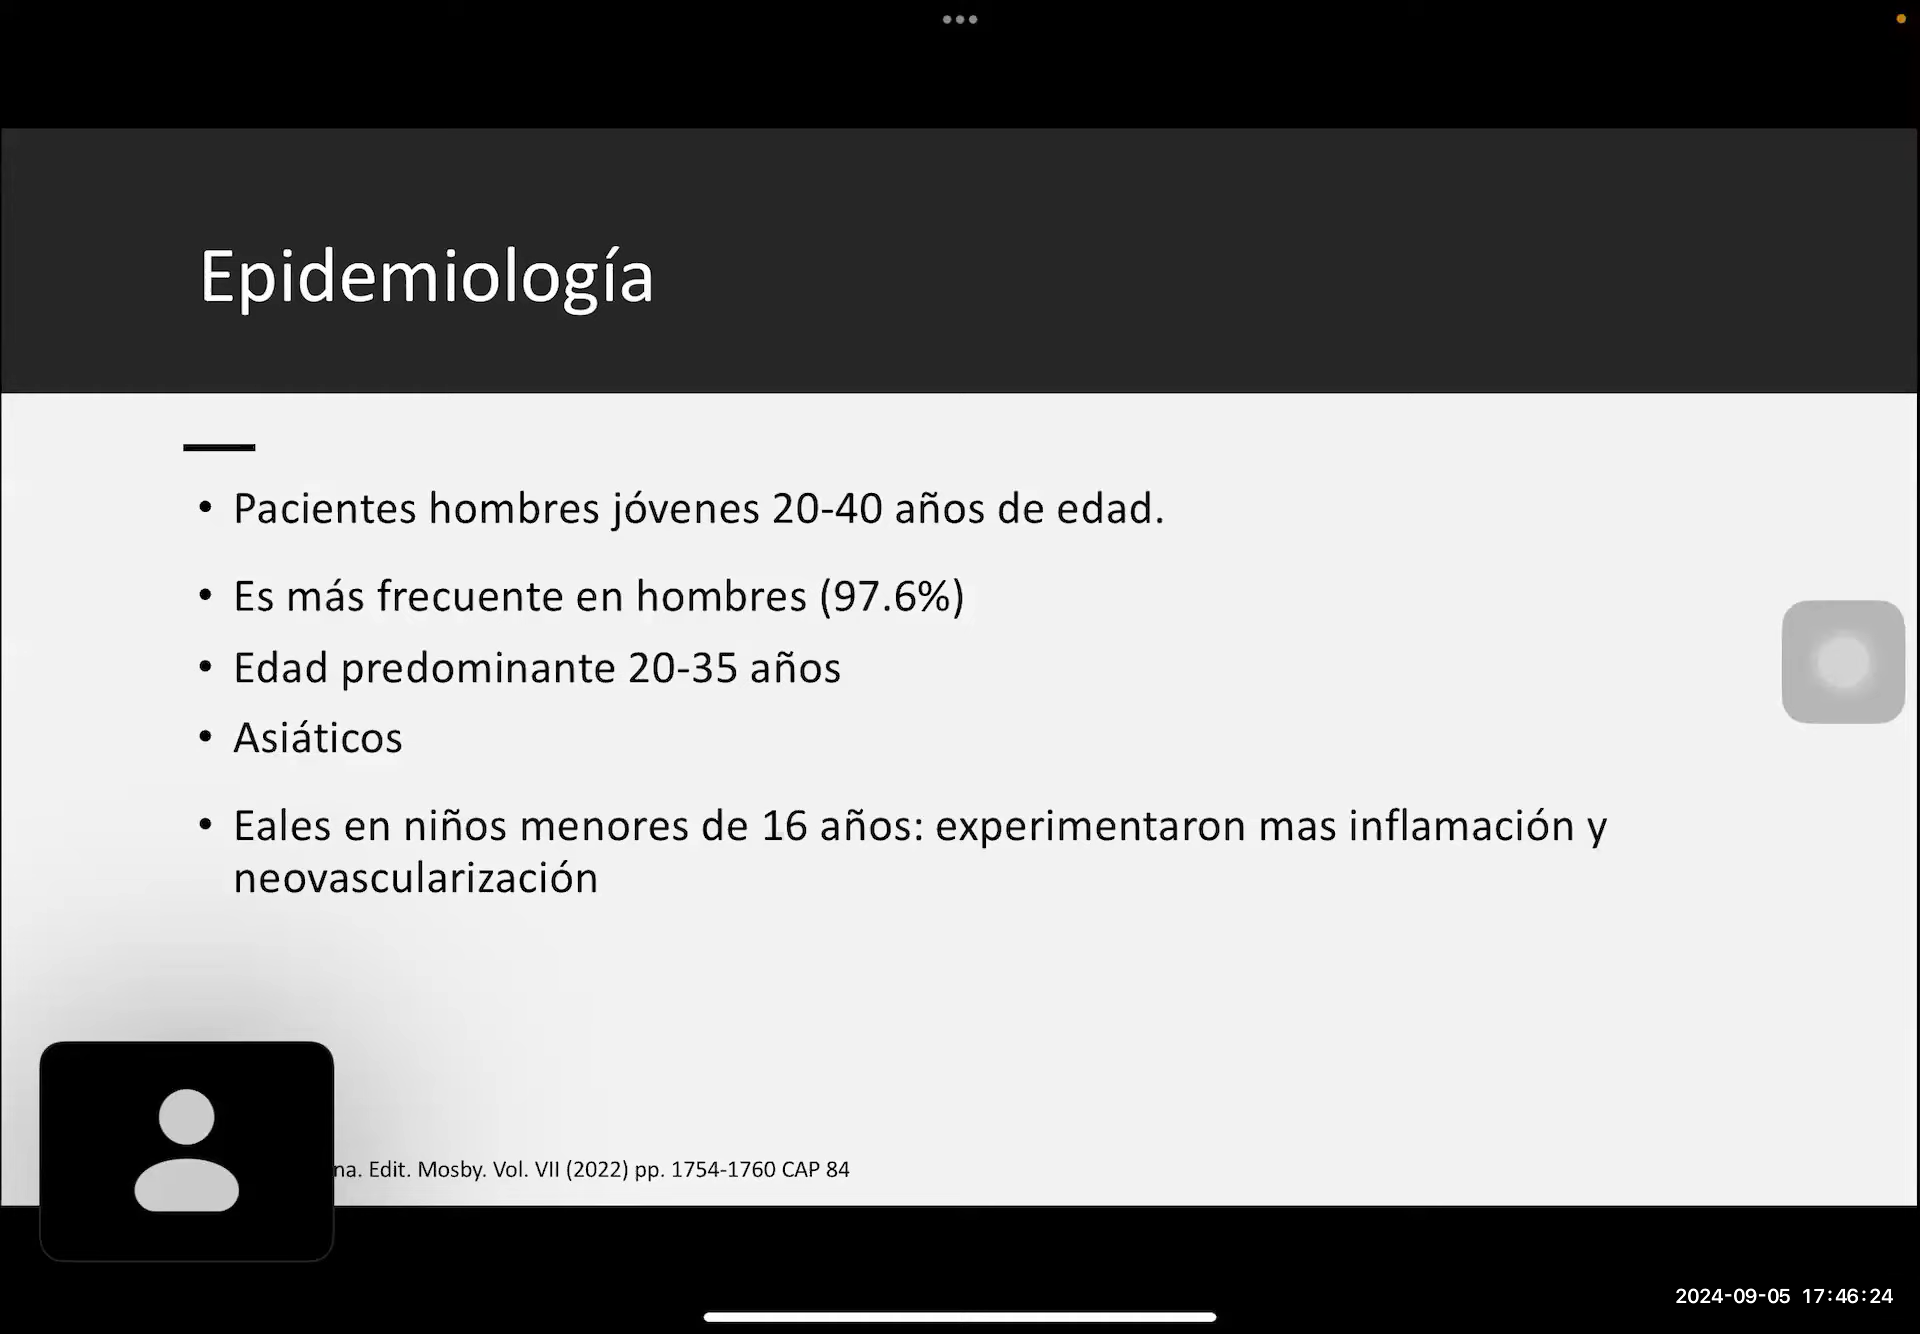 Epidemiología
• Pacientes hombres jóvenes 20-40 años de edad.
• Es más frecuente en hombres (97.6%)
• Edad predominante 20-35 años
• Asiáticos
• Eales en niños menores de 16 años: experimentaron mas inflamación y
neovascularización
na. Edit. Mosby. Vol. VII (2022) pp. 1754-1760 CAP 84
2024-09-05 17:46:24